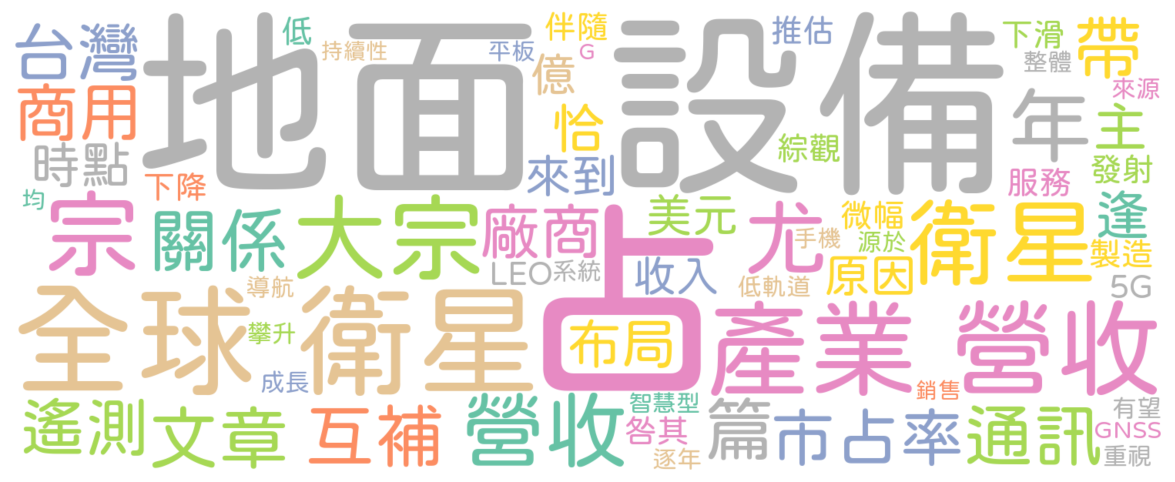 地面設備
台灣
低
持續性
平板
伴隨
G
億
推估
下滑
整體
帶
來源
商用
時點
恰
年
主
綜觀
發射
下降
來到
服務
均
宗
關係
大宗
廠商
美元
尤
手機
微幅
源於
衛星
逢
製造
LEO系統
收入
低軌道
原因
5G
占
全球衛星
導航
攀升
成長
布局
產業營收
銷售
遙測
文章
互補
營收
智慧型
咎其
逐年
篇
市占率
通訊
有望
GNSS
重視